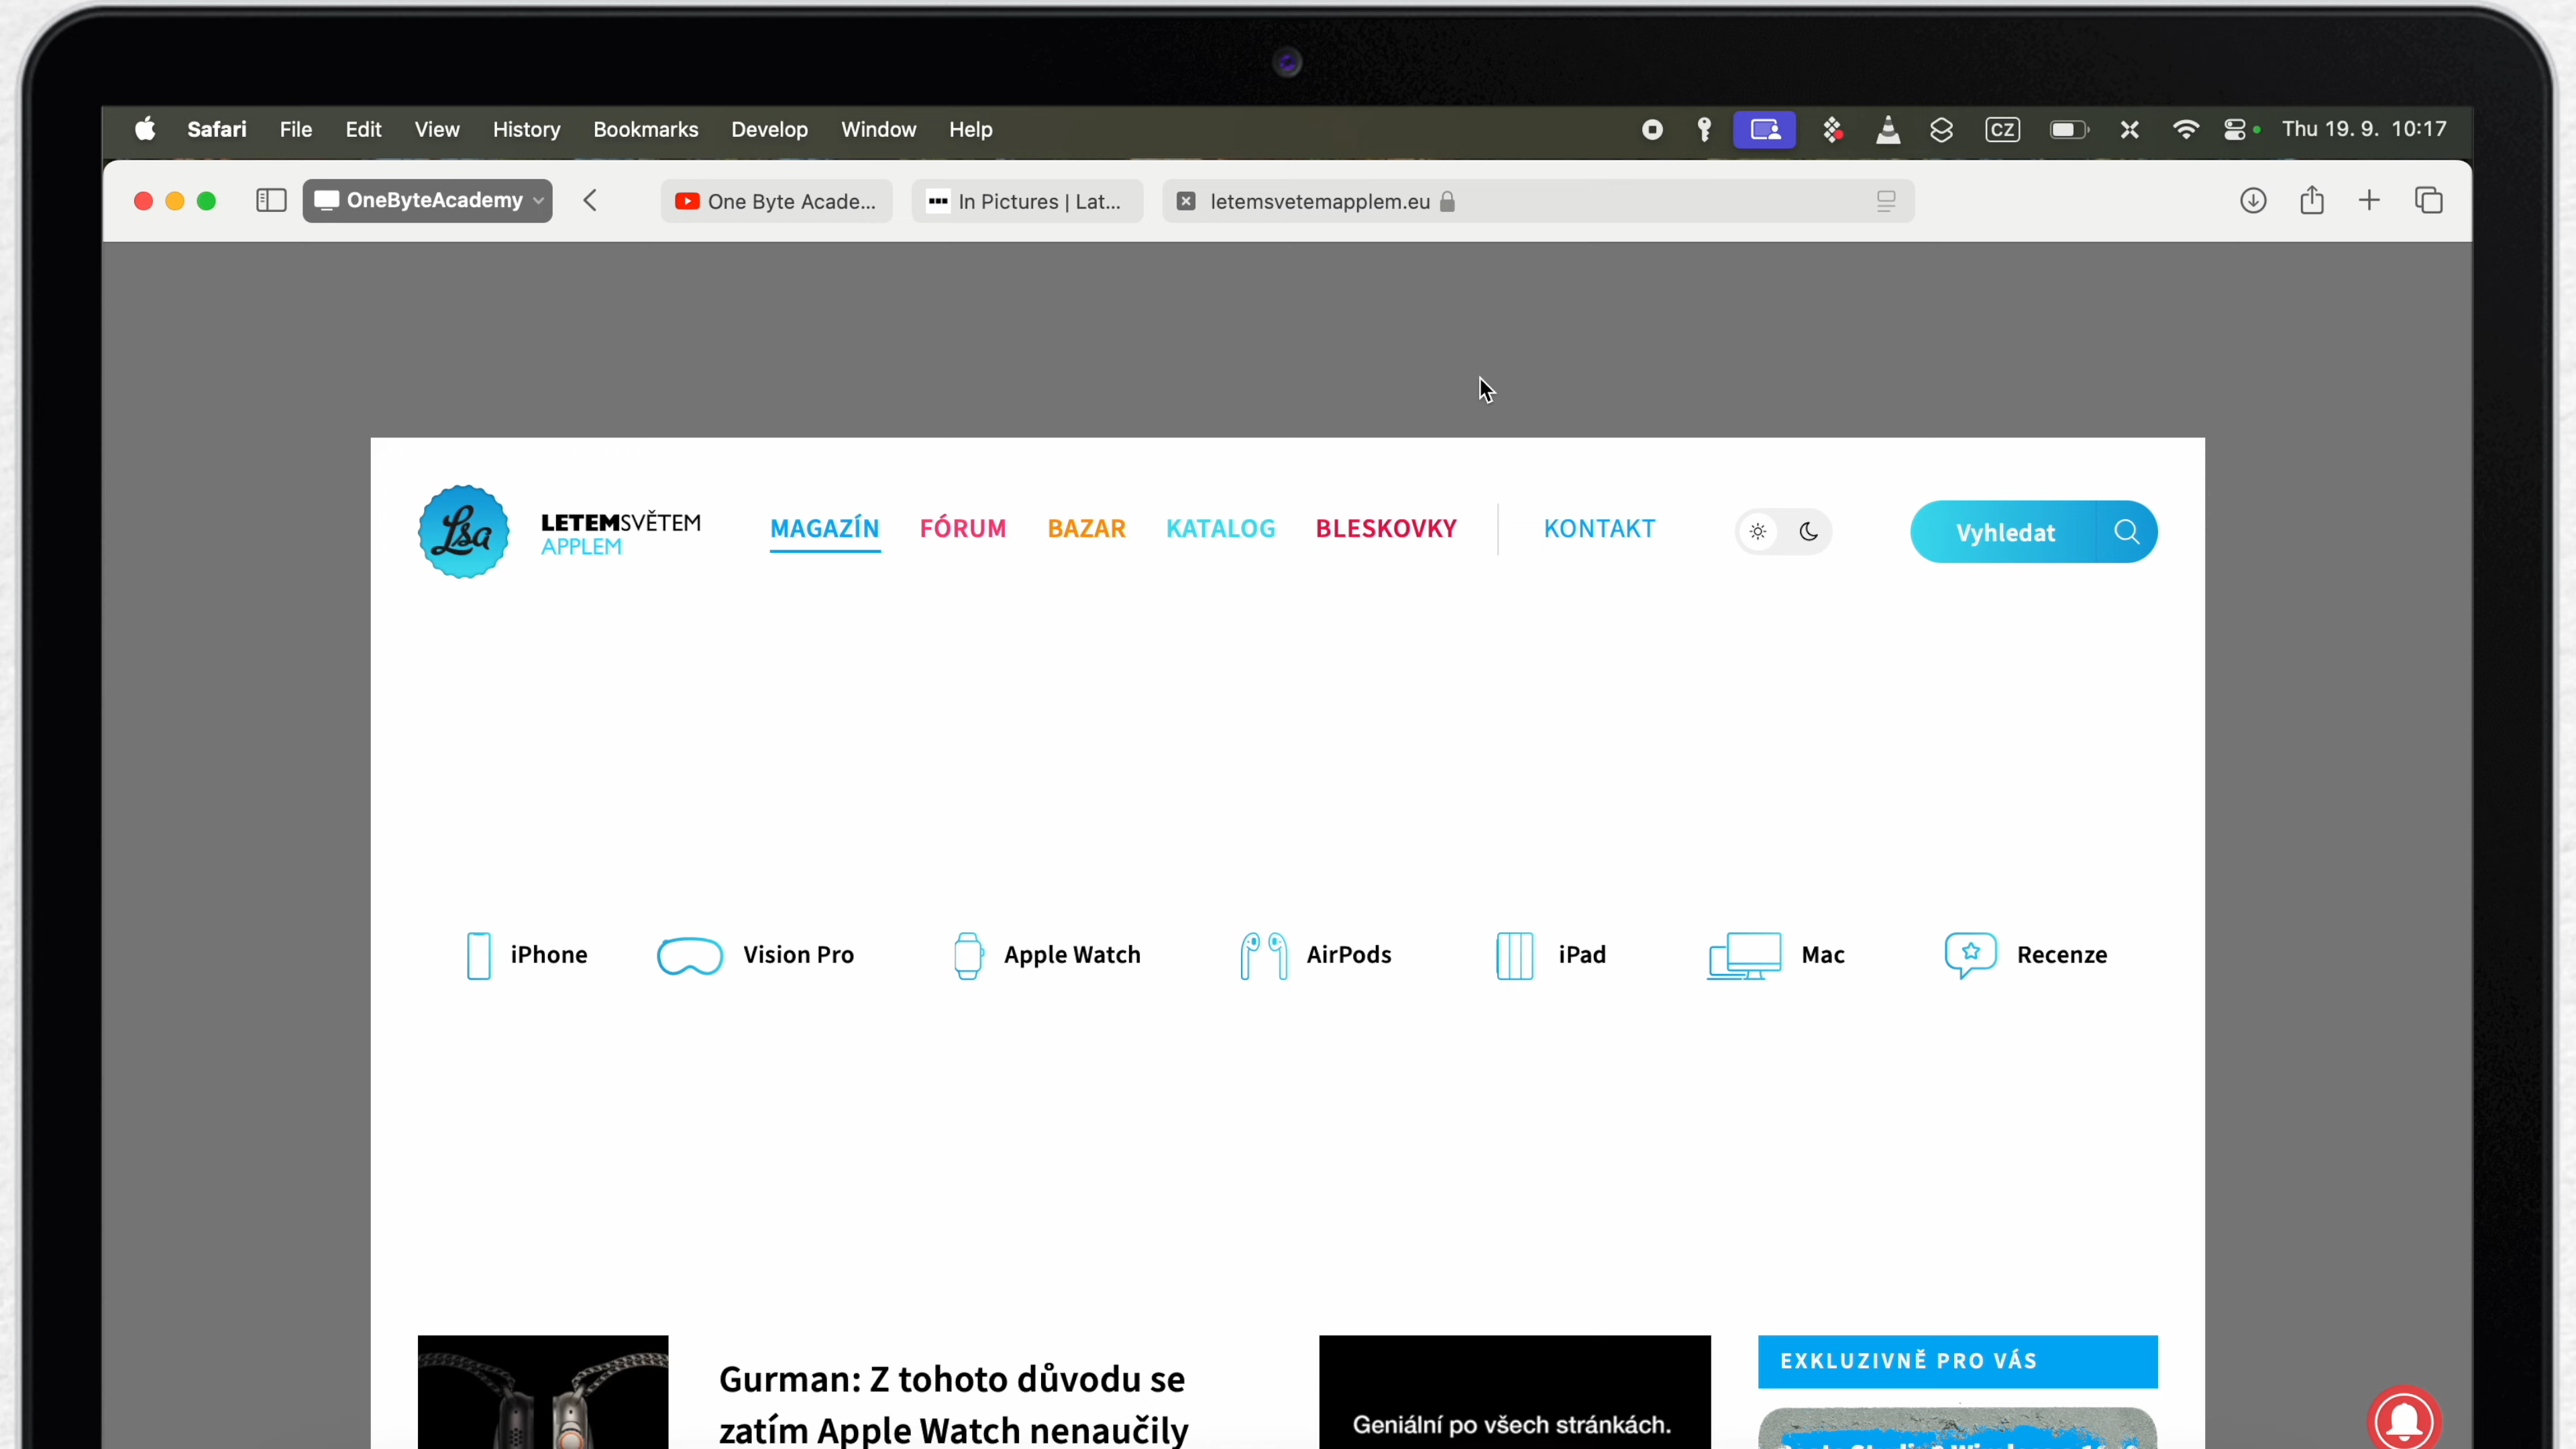 Safari File Edit View History Bookmarks Develop Window Help CZ Thu 19. 9. 10:17
OneByteAcademy One Byte Acade... In Pictures | Lat... letemsvetemapplem.eu
Lsa LETEMSVĚTEM
APPLEM
MAGAZÍN FÓRUM BAZAR KATALOG BLESKOVKY KONTAKT Vyhledat
iPhone Vision Pro Apple Watch AirPods iPad Mac Recenze
Gurman: Z tohoto důvodu se
zatím Apple Watch nenaučily
Geniální po všech stránkách.
EXKLUZIVNĚ PRO VÁS